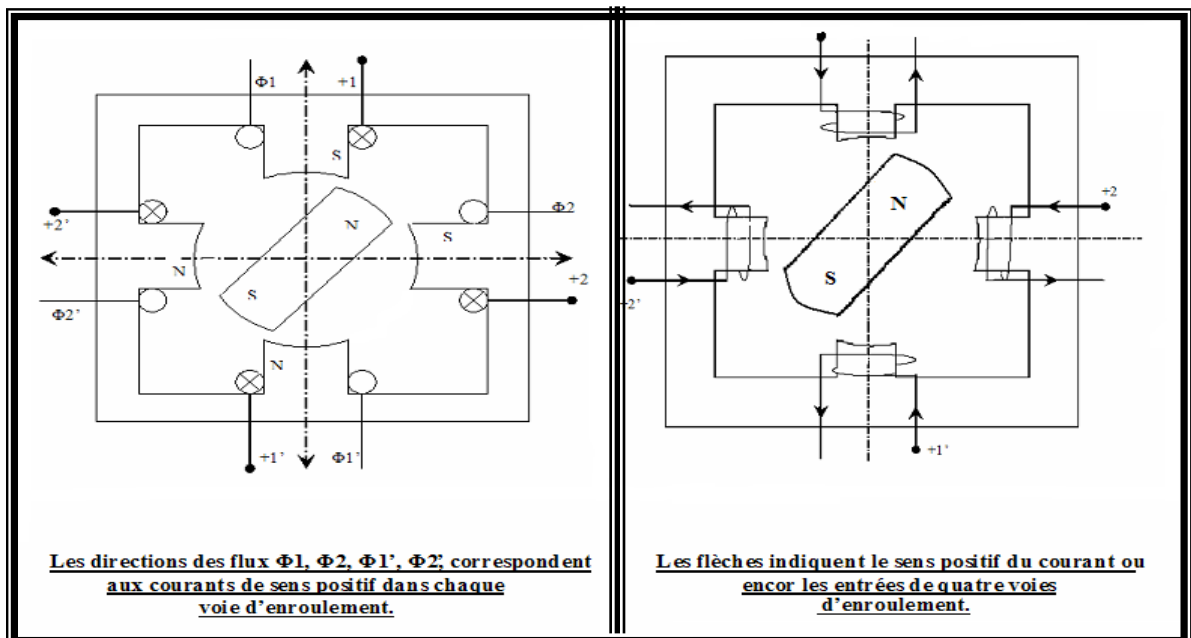 Φ1
+1
S
+2'
Φ2
N
S
N
S
+2
Φ2'
N
+1'
Φ1'
Les directions des flux Φ1, Φ2, Φ1', Φ2', correspondent
aux courants de sens positif dans chaque
voie d'enroulement.
+2
N
S
+2'
+1'
Les flèches indiquent le sens positif du courant ou
encor les entrées de quatre voies
d'enroulement.